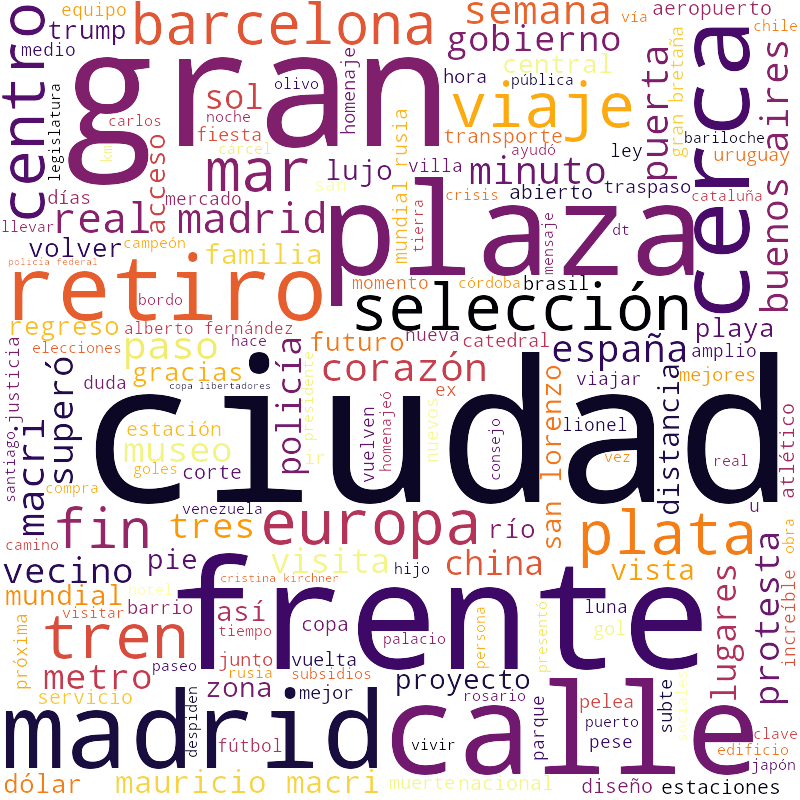 equipo
trump
medio
barcelona
semana
vía
aeropuerto
chelona
gobierno
central
hora
pública
centro
legislatura
gran
olivo
homenaje
sol
noche
fiesta
carlos
km
cárcel
viaje
transporte
ayudó
ley
puerta
gran bretaña
bariloche
uruguay
chile
cerca
buenos aires
acceso
mar
lujo
villa
minuto
días
mercado
san
mundial rusia
tierra
crisis
abierto
traspaso
cataluña
llevar
real madrid
plaza
mensaje
dt
volver
campeón
familia
policía federal
retiro
bordo
momento
córdoba
brasil
selección
regreso
alberto fernández
hace
futuro
nueva
catedral
playa
amplio
elecciones
paso
gracias
copa libertadores
presidente
corazón
españa
viajar
mejores
santiago
justicia
macri
superó
duda
policía
ex
ciudad
estación
museo
goles
corte
ir
vuelven
homenajeó
nuevos
consejo
san lorenzo
lionel
vez
distancia
real
atlético
compra
venezuela
u
fin
tres
europa
río
plata
obra
increíble
camino
vecino
pie
visita
china
vista
cristina kirchner
hijo
frente
hotel
mundial
visitar
barrio
así
copa
luna
gol
lugares
protesta
próxima
tren
tiempo
palacio
persona
presentó
paseo
junto
vuelta
metro
rusia
subsidios
proyecto
servicio
zona
mejor
rosario
subte
sociales
pelea
puerto
pese
clave
edificio
japón
madrid
despiden
fútbol
vivir
calle
parque
dólar
mauricio macri
muerte
nacional
diseño
estaciones